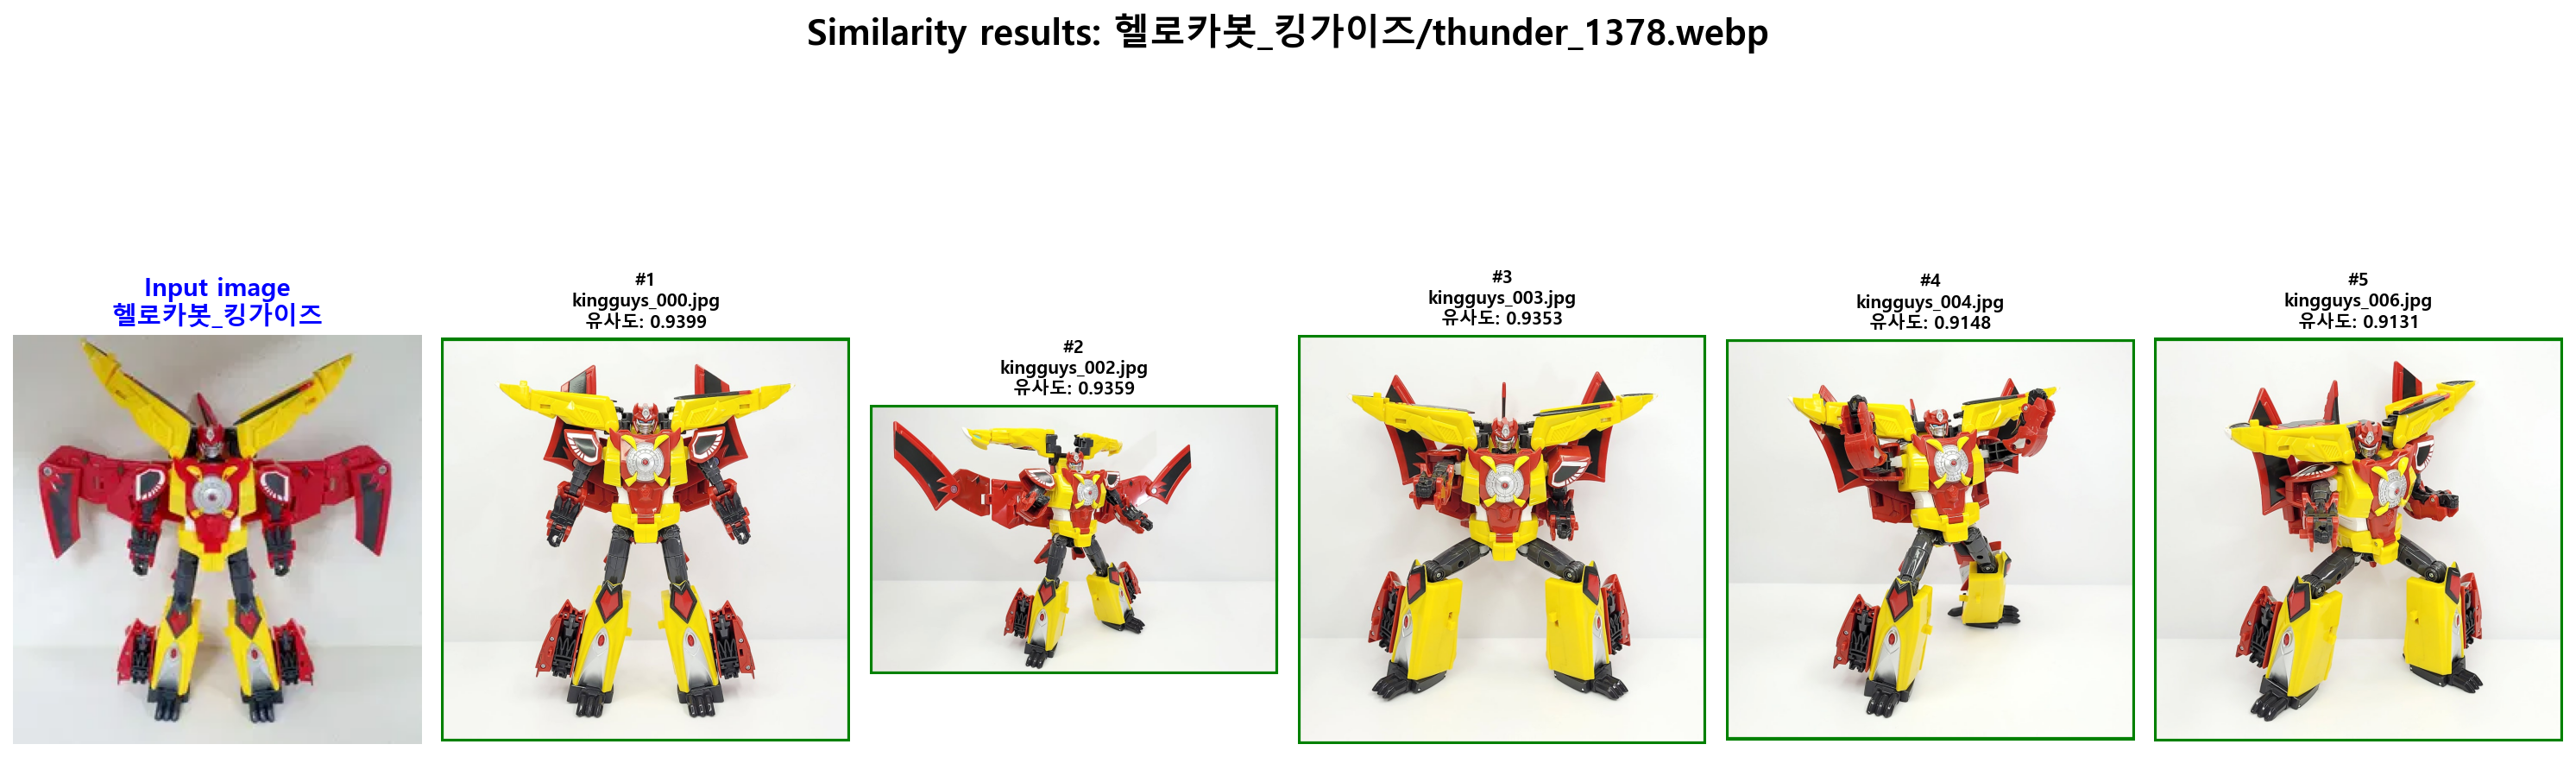 Similarity results: 헬로카봇_킹가이즈/thunder_1378.webp
Input image
헬로카봇_킹가이즈
#1
kingguys_000.jpg
유사도: 0.9399
#2
kingguys_002.jpg
유사도: 0.9359
#3
kingguys_003.jpg
유사도: 0.9353
#4
kingguys_004.jpg
유사도: 0.9148
#5
kingguys_006.jpg
유사도: 0.9131